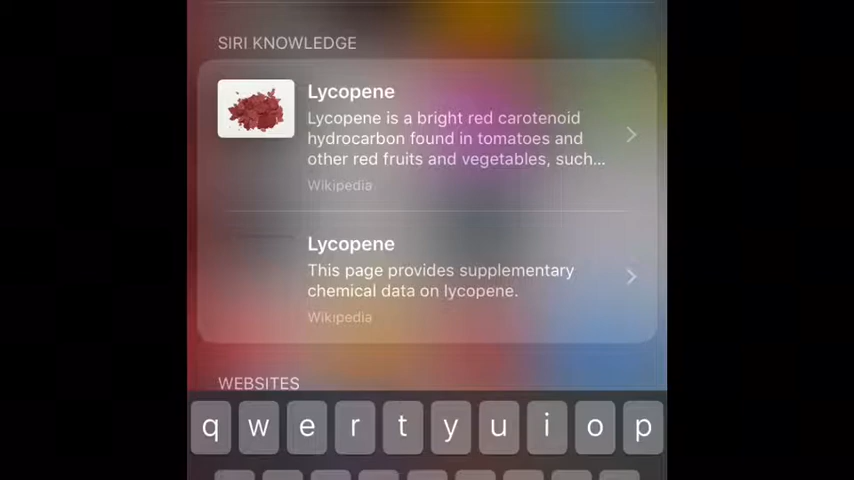 SIRI KNOWLEDGE
Lycopene
Lycopene is a bright red carotenoid
hydrocarbon found in tomatoes and
other red fruits and vegetables, such...
Wikipedia
Lycopene
This page provides supplementary
chemical data on lycopene.
Wikipedia
WEBSITES
q w e r t y u i o p